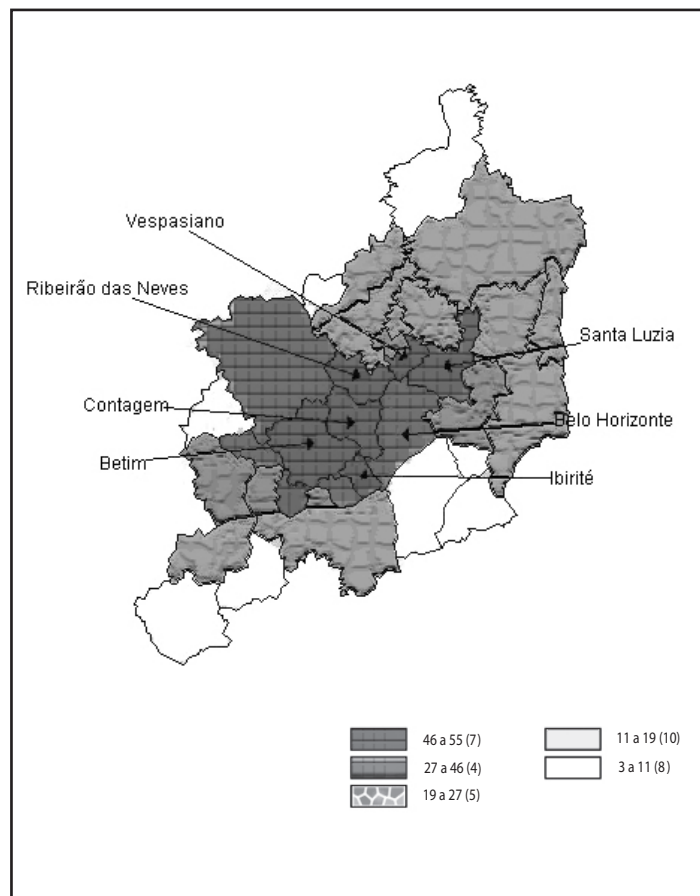 Vespasiano
Ribeirão das Neves
Santa Luzia
Contagem
Belo Horizonte
Betim
Ibirité
46 a 55 (7)
27 a 46 (4)
19 a 27 (5)
11 a 19 (10)
3 a 11 (8)